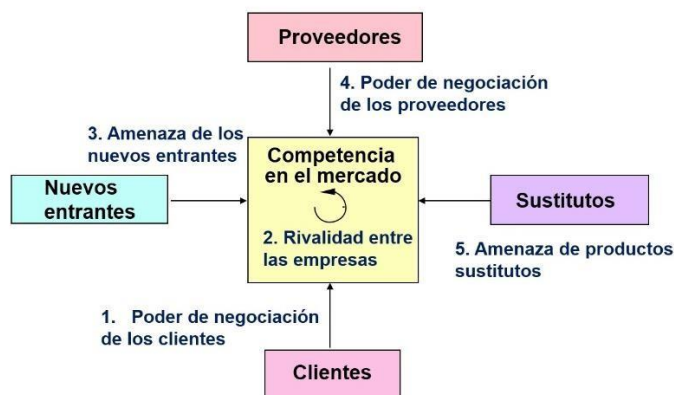 Proveedores
4. Poder de negociación
de los proveedores
3. Amenaza de los
nuevos entrantes
Competencia
en el mercado
Nuevos
entrantes
Sustitutos
2. Rivalidad entre
las empresas
5. Amenaza de productos
sustitutos
1. Poder de negociación
de los clientes
Clientes